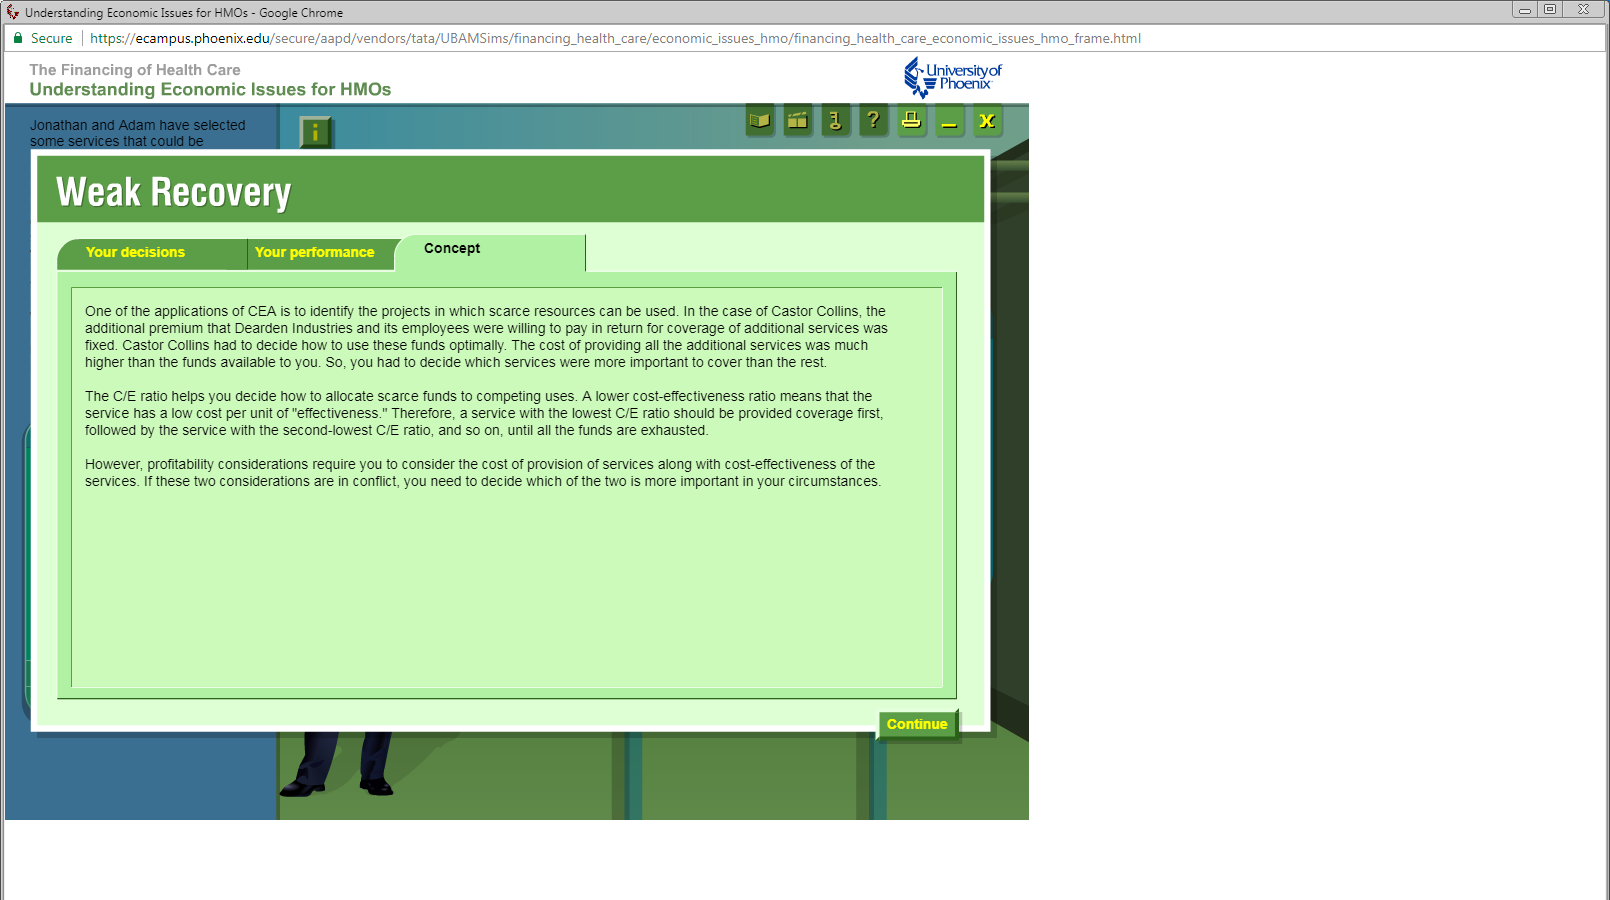 Understanding Economic Issues for HMOs - Google Chrome
Secure https://ecampus.phoenix.edu/secure/aapd/vendors/tata/UBAMSims/financing_health_care/economic_issues_hmo/financing_health_care_economic_issues_hmo_frame.html
The Financing of Health Care
Understanding Economic Issues for HMOs
University of
Phoenix
Jonathan and Adam have selected
some services that could be
i
?
X
Weak Recovery
Your decisions
Your performance
Concept
One of the applications of CEA is to identify the projects in which scarce resources can be used. In the case of Castor Collins, the
additional premium that Dearden Industries and its employees were willing to pay in return for coverage of additional services was
fixed. Castor Collins had to decide how to use these funds optimally. The cost of providing all the additional services was much
higher than the funds available to you. So, you had to decide which services were more important to cover than the rest.
The C/E ratio helps you decide how to allocate scarce funds to competing uses. A lower cost-effectiveness ratio means that the
service has a low cost per unit of "effectiveness." Therefore, a service with the lowest C/E ratio should be provided coverage first,
followed by the service with the second-lowest C/E ratio, and so on, until all the funds are exhausted.
However, profitability considerations require you to consider the cost of provision of services along with cost-effectiveness of the
services. If these two considerations are in conflict, you need to decide which of the two is more important in your circumstances.
Continue